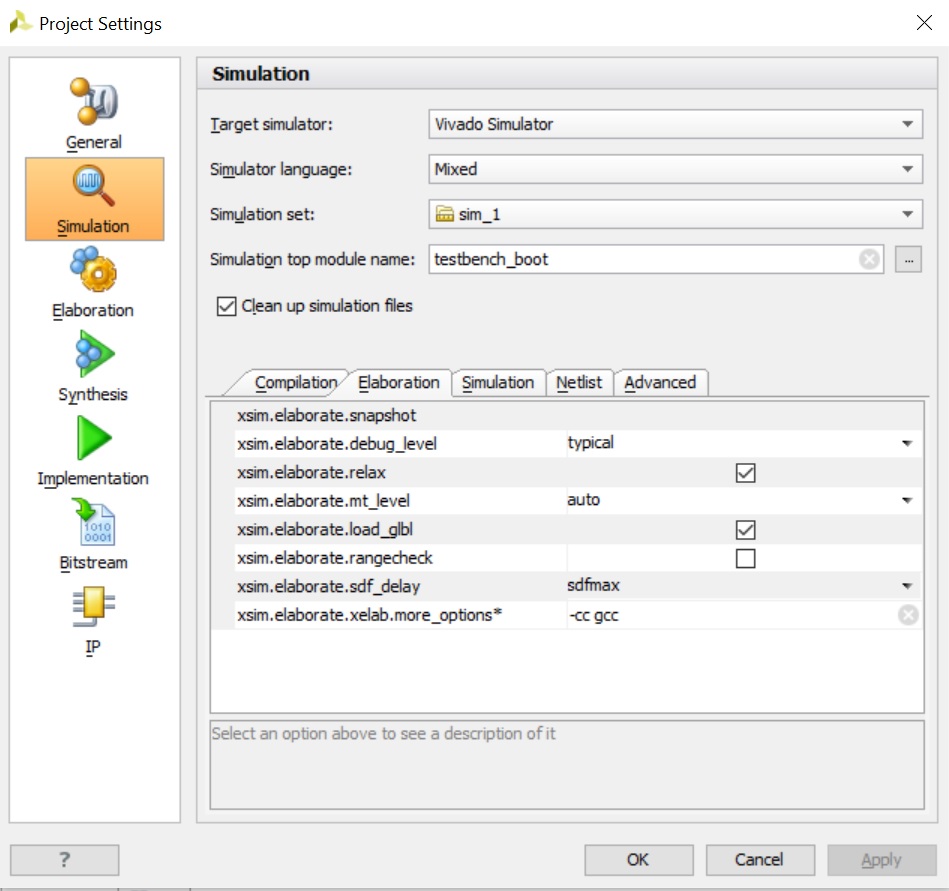 Project Settings
General
Simulation
Elaboration
Synthesis
Implementation
1010
0001
Bitstream
IP
Simulation
Target simulator: Vivado Simulator
Simulator language: Mixed
Simulation set: sim_1
Simulation top module name: testbench_boot ...
Clean up simulation files
Compilation Elaboration Simulation Netlist Advanced
xsim.elaborate.snapshot
xsim.elaborate.debug_level typical
xsim.elaborate.relax
xsim.elaborate.mt_level auto
xsim.elaborate.load_glbl
xsim.elaborate.rangecheck
xsim.elaborate.sdf_delay sdfmax
xsim.elaborate.xelab.more_options* -cc gcc
Select an option above to see a description of it
? OK Cancel Apply